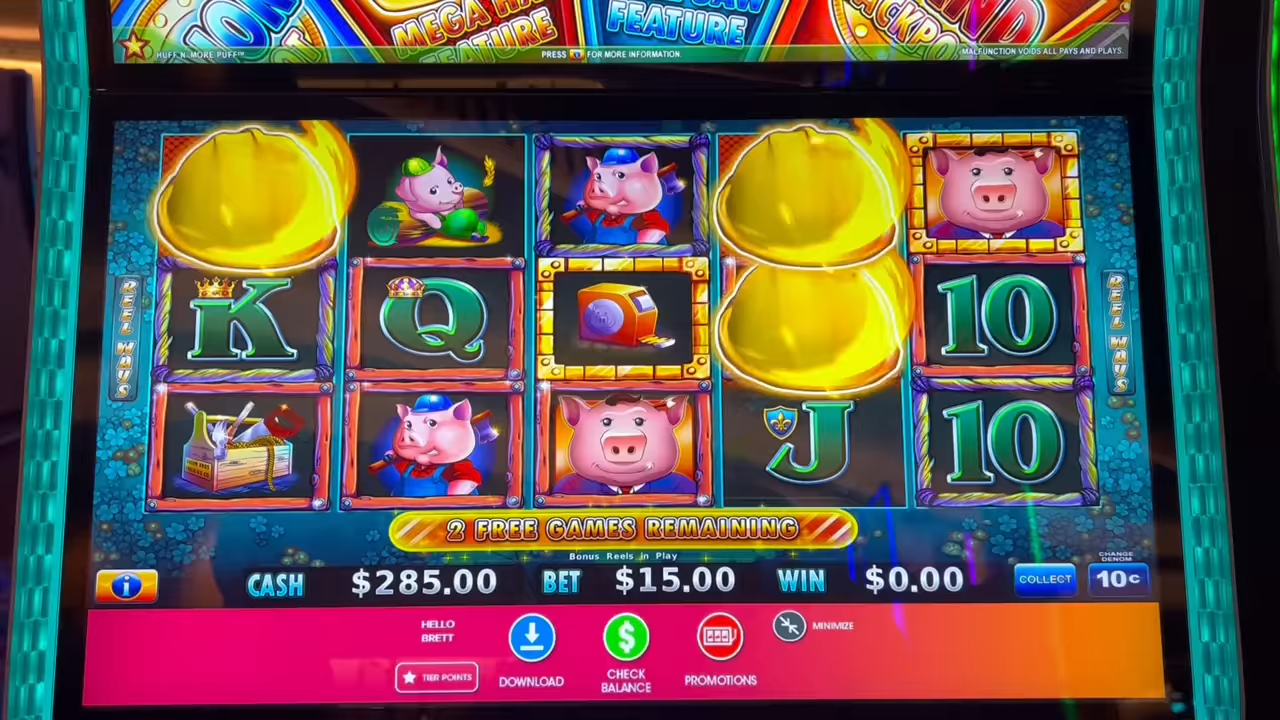 MEGA HAT
FEATURE
FEATURE
JACKPOT
HUFF N' MORE PUFF™
PRESS i FOR MORE INFORMATION.
MALFUNCTION VOIDS ALL PAYS AND PLAYS.
REEL WAYS
REEL WAYS
K
Q
10
J
10
2 FREE GAMES REMAINING
Bonus Reels in Play
i
CASH $285.00 BET $15.00 WIN $0.00
COLLECT
CHANGE
DENOM
10¢
HELLO
BRETT
TIER POINTS
DOWNLOAD
$
CHECK
BALANCE
PROMOTIONS
MINIMIZE